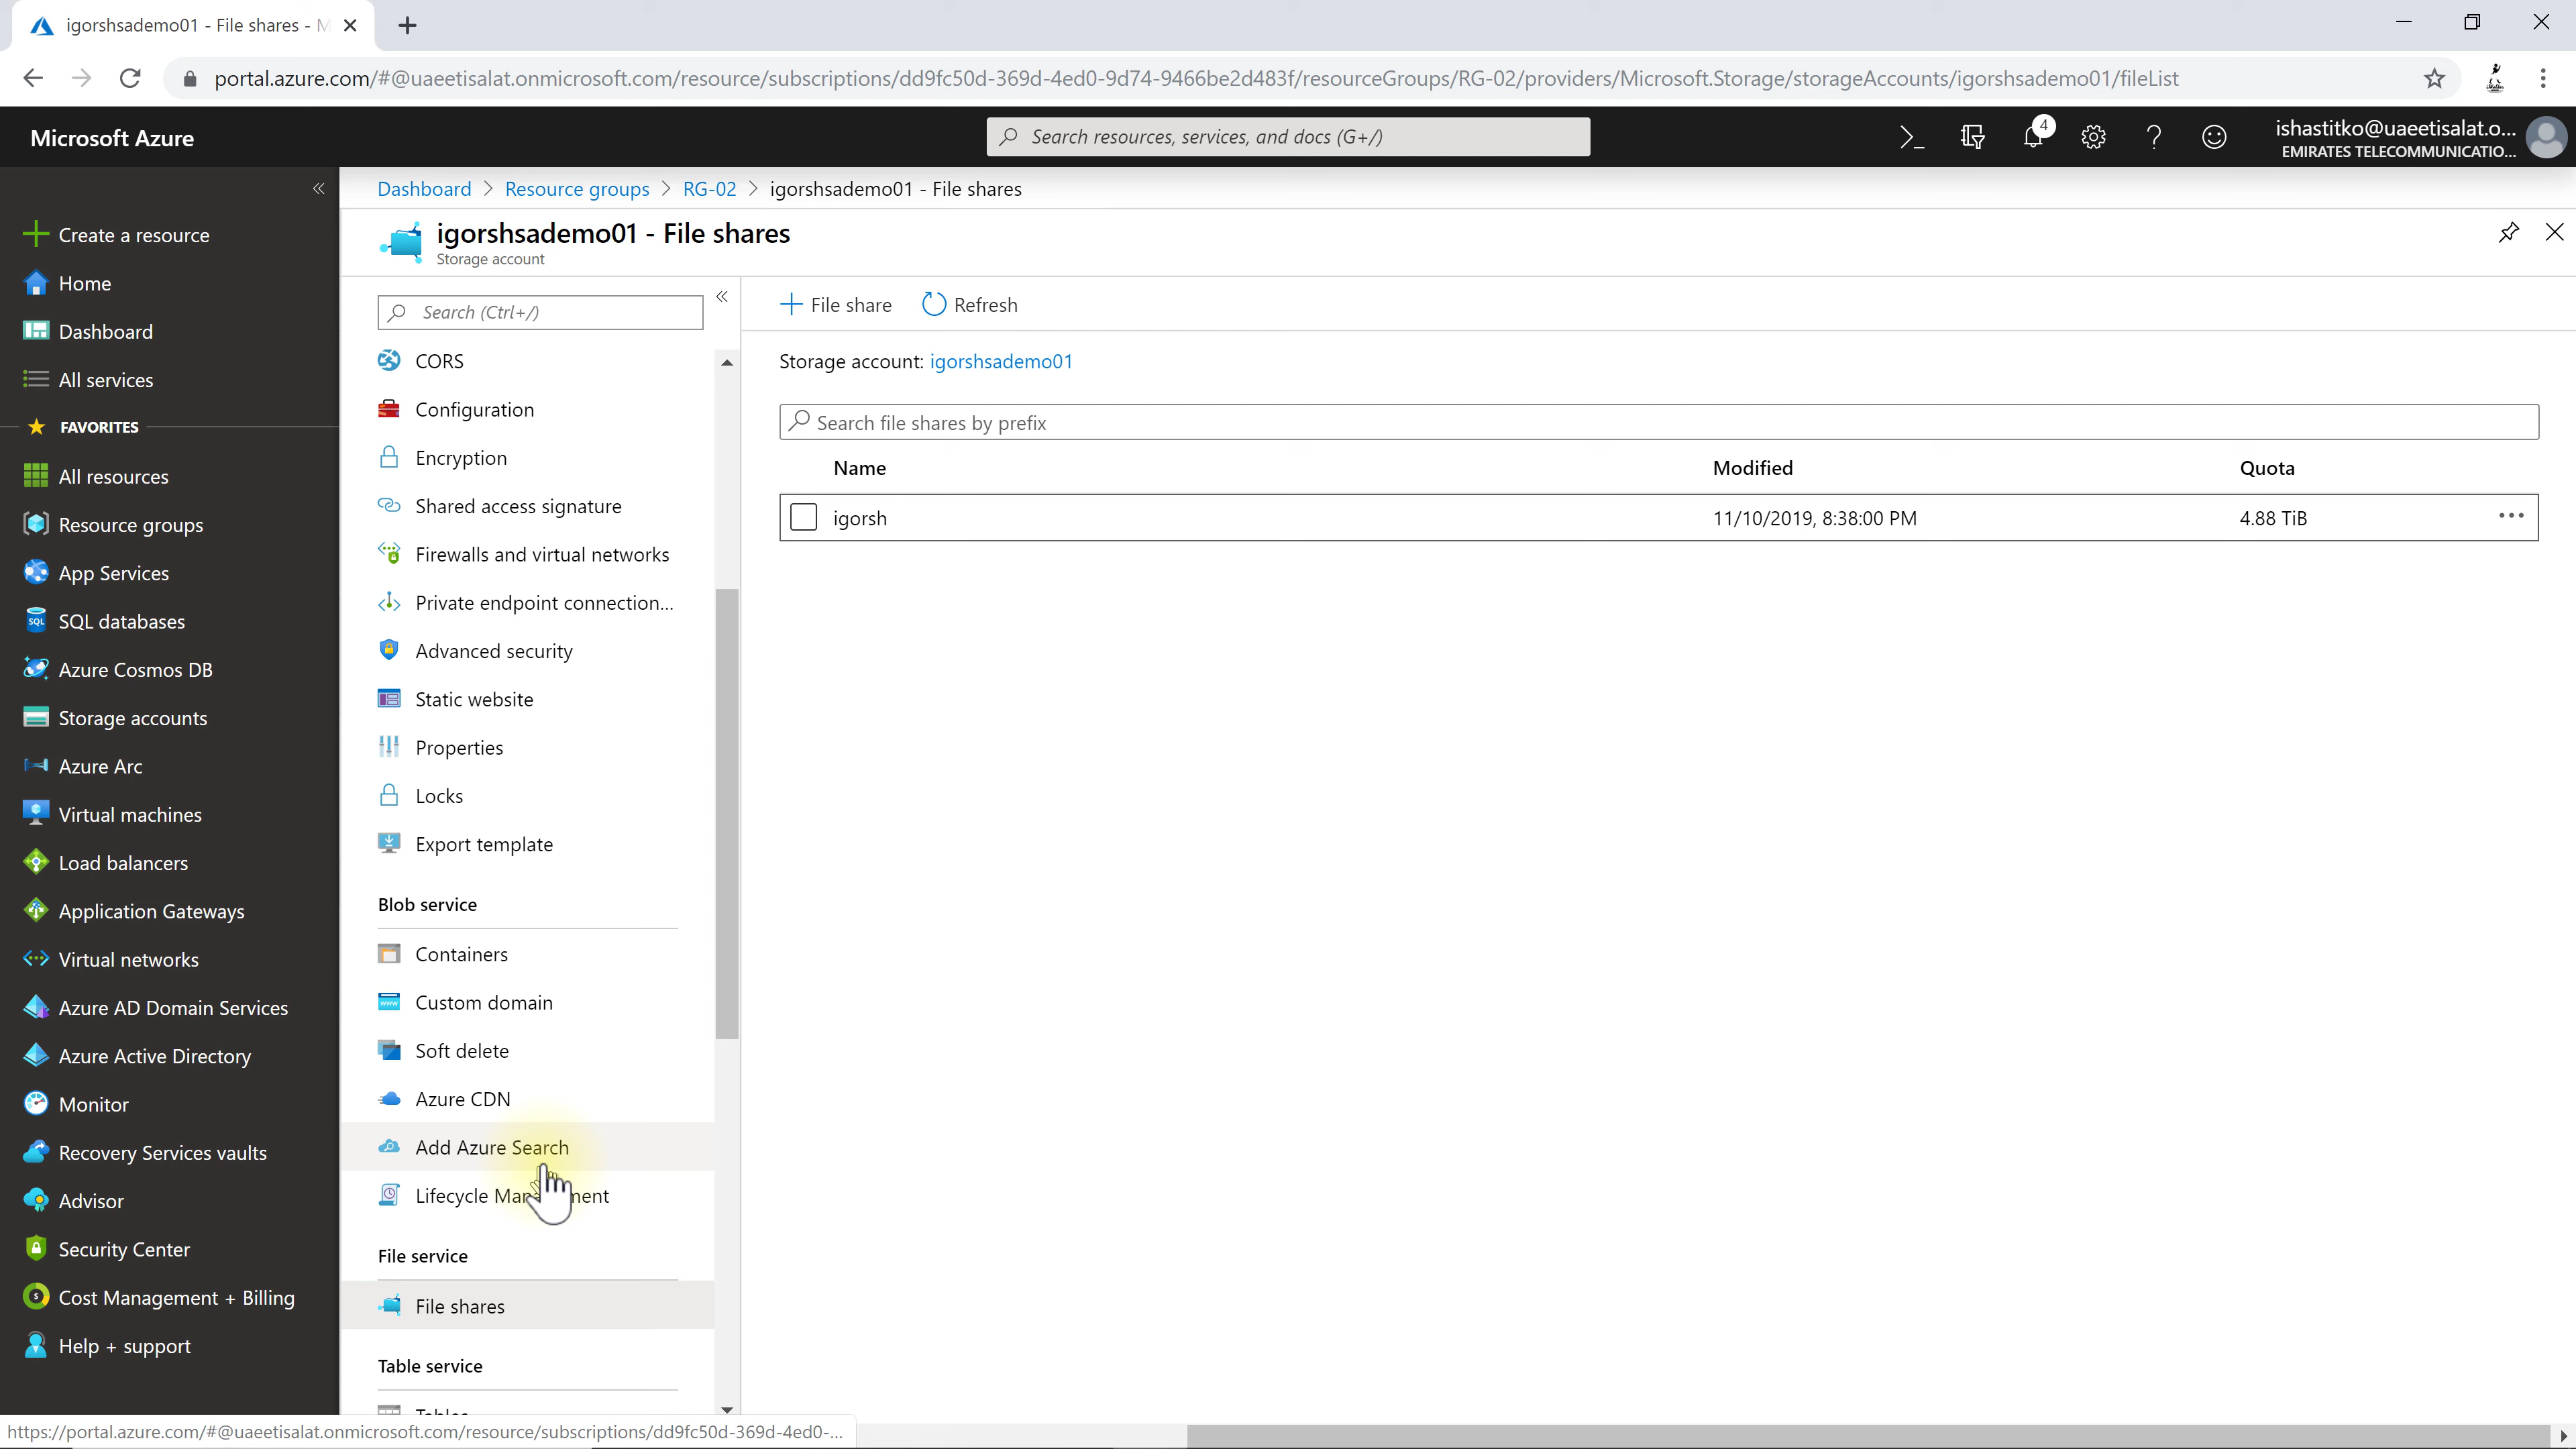 igorshsademo01 - File shares - M
portal.azure.com/#@uaeetisalat.onmicrosoft.com/resource/subscriptions/dd9fc50d-369d-4ed0-9d74-9466be2d483f/resourceGroups/RG-02/providers/Microsoft.Storage/storageAccounts/igorshsademo01/fileList
Microsoft Azure
Search resources, services, and docs (G+/)
4
ishastitko@uaeetisalat.o...
EMIRATES TELECOMMUNICATIO...
Dashboard > Resource groups > RG-02 > igorshsademo01 - File shares
igorshsademo01 - File shares
Storage account
Create a resource
Home
Dashboard
All services
FAVORITES
All resources
Resource groups
App Services
SQL databases
Azure Cosmos DB
Storage accounts
Azure Arc
Virtual machines
Load balancers
Application Gateways
Virtual networks
Azure AD Domain Services
Azure Active Directory
Monitor
Recovery Services vaults
Advisor
Security Center
Cost Management + Billing
Help + support
Search (Ctrl+/)
CORS
Configuration
Encryption
Shared access signature
Firewalls and virtual networks
Private endpoint connection...
Advanced security
Static website
Properties
Locks
Export template
Blob service
Containers
Custom domain
Soft delete
Azure CDN
Add Azure Search
Lifecycle Management
File service
File shares
Table service
Tables
File share
Refresh
Storage account: igorshsademo01
Search file shares by prefix
Name Modified Quota
igorsh 11/10/2019, 8:38:00 PM 4.88 TiB
https://portal.azure.com/#@uaeetisalat.onmicrosoft.com/resource/subscriptions/dd9fc50d-369d-4ed0-...